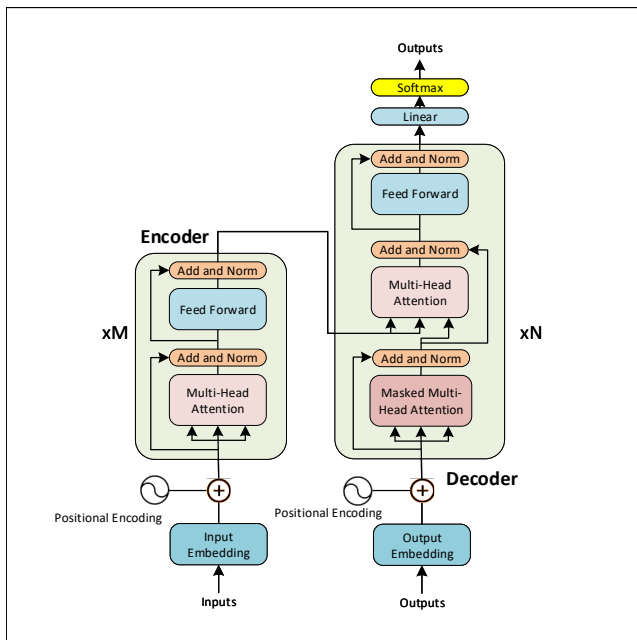 Outputs
Softmax
Linear
Add and Norm
Feed Forward
Add and Norm
Multi-Head
Attention
xN
Add and Norm
Masked Multi-
Head Attention
Decoder
Positional Encoding
Output
Embedding
Outputs
Encoder
Add and Norm
Feed Forward
xM
Add and Norm
Multi-Head
Attention
Positional Encoding
Input
Embedding
Inputs